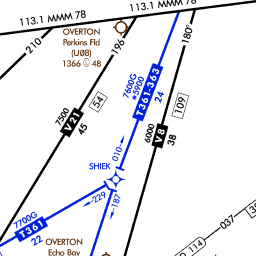 113.1 MMM 78
113.1 MMM 78
OVERTON
Perkins Fld
(U08)
1366 48
196
180°
210
7600G
*5900
T361-363
24
7500
V21
45
54
109
6000
V8
38
010
SHIEK
229
187
7700G
T361
22
037
114
OVERTON
Echo Bay